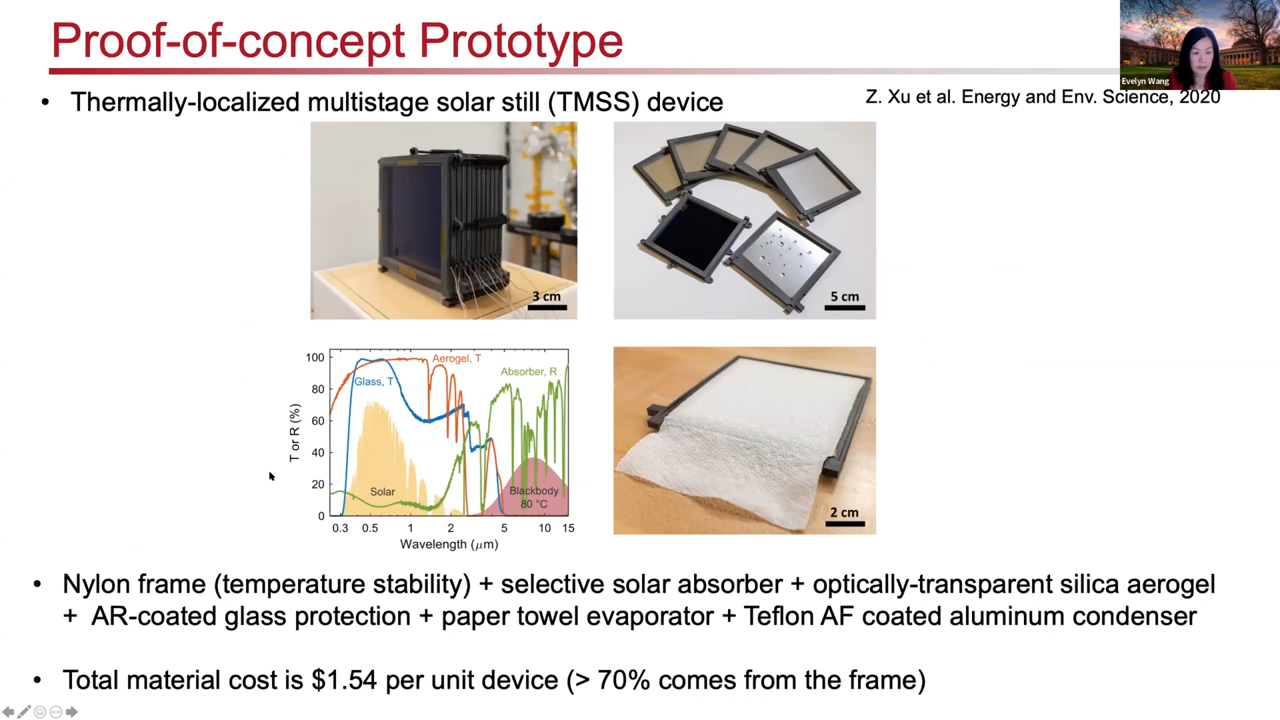 Proof-of-concept Prototype
Evelyn Wang
• Thermally-localized multistage solar still (TMSS) device
Z. Xu et al. Energy and Env. Science, 2020
3 cm
5 cm
100
80
60
40
20
0
T or R (%)
Glass, T
Aerogel, T
Absorber, R
Solar
Blackbody
80 °C
0.3 0.5 1 2 5 10 15
Wavelength (μm)
2 cm
• Nylon frame (temperature stability) + selective solar absorber + optically-transparent silica aerogel
+ AR-coated glass protection + paper towel evaporator + Teflon AF coated aluminum condenser
• Total material cost is $1.54 per unit device (> 70% comes from the frame)